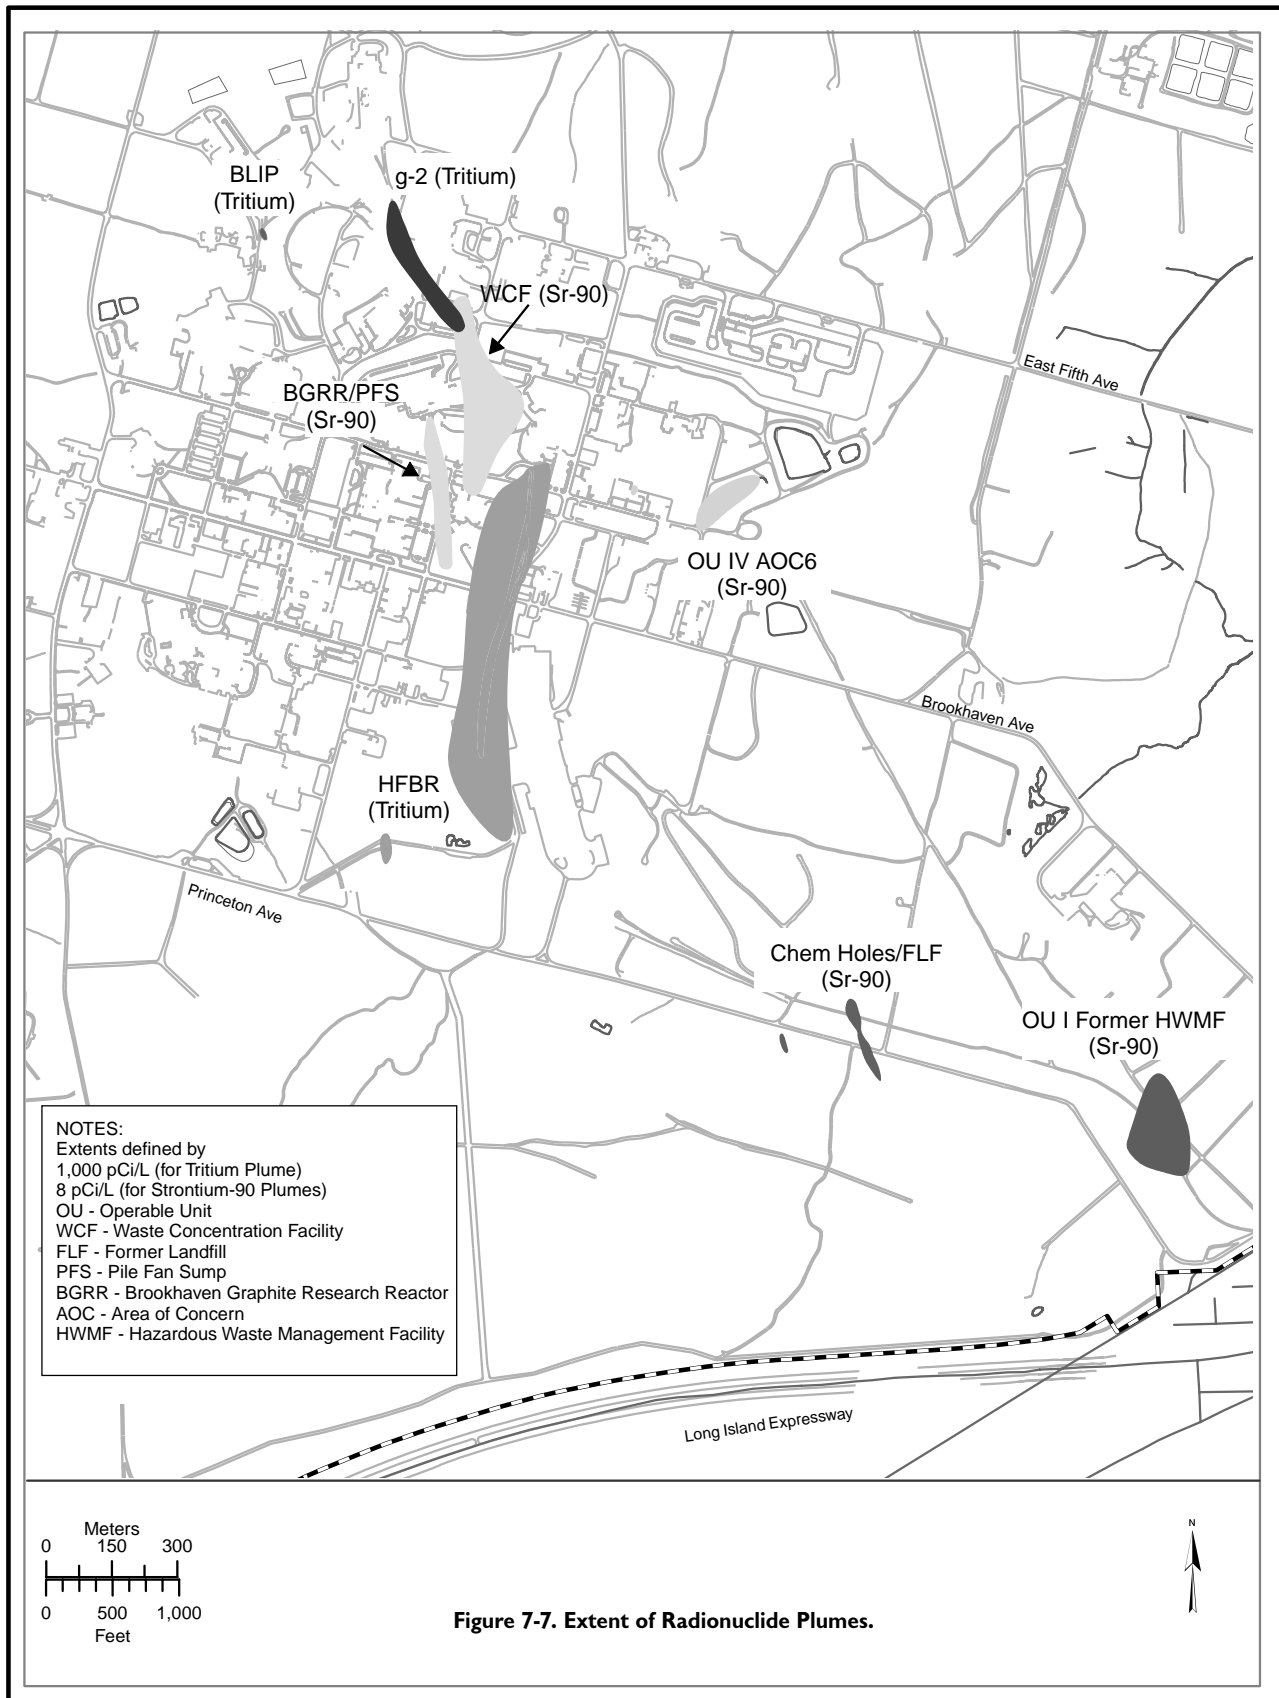 BLIP
(Tritium)
g-2 (Tritium)
WCF (Sr-90)
BGRR/PFS
(Sr-90)
East Fifth Ave
OU IV AOC6
(Sr-90)
Brookhaven Ave
HFBR
(Tritium)
Princeton Ave
Chem Holes/FLF
(Sr-90)
OU I Former HWMF
(Sr-90)
NOTES:
Extents defined by
1,000 pCi/L (for Tritium Plume)
8 pCi/L (for Strontium-90 Plumes)
OU - Operable Unit
WCF - Waste Concentration Facility
FLF - Former Landfill
PFS - Pile Fan Sump
BGRR - Brookhaven Graphite Research Reactor
AOC - Area of Concern
HWMF - Hazardous Waste Management Facility
Long Island Expressway
Meters
0 150 300
0 500 1,000
Feet
N
Figure 7-7. Extent of Radionuclide Plumes.